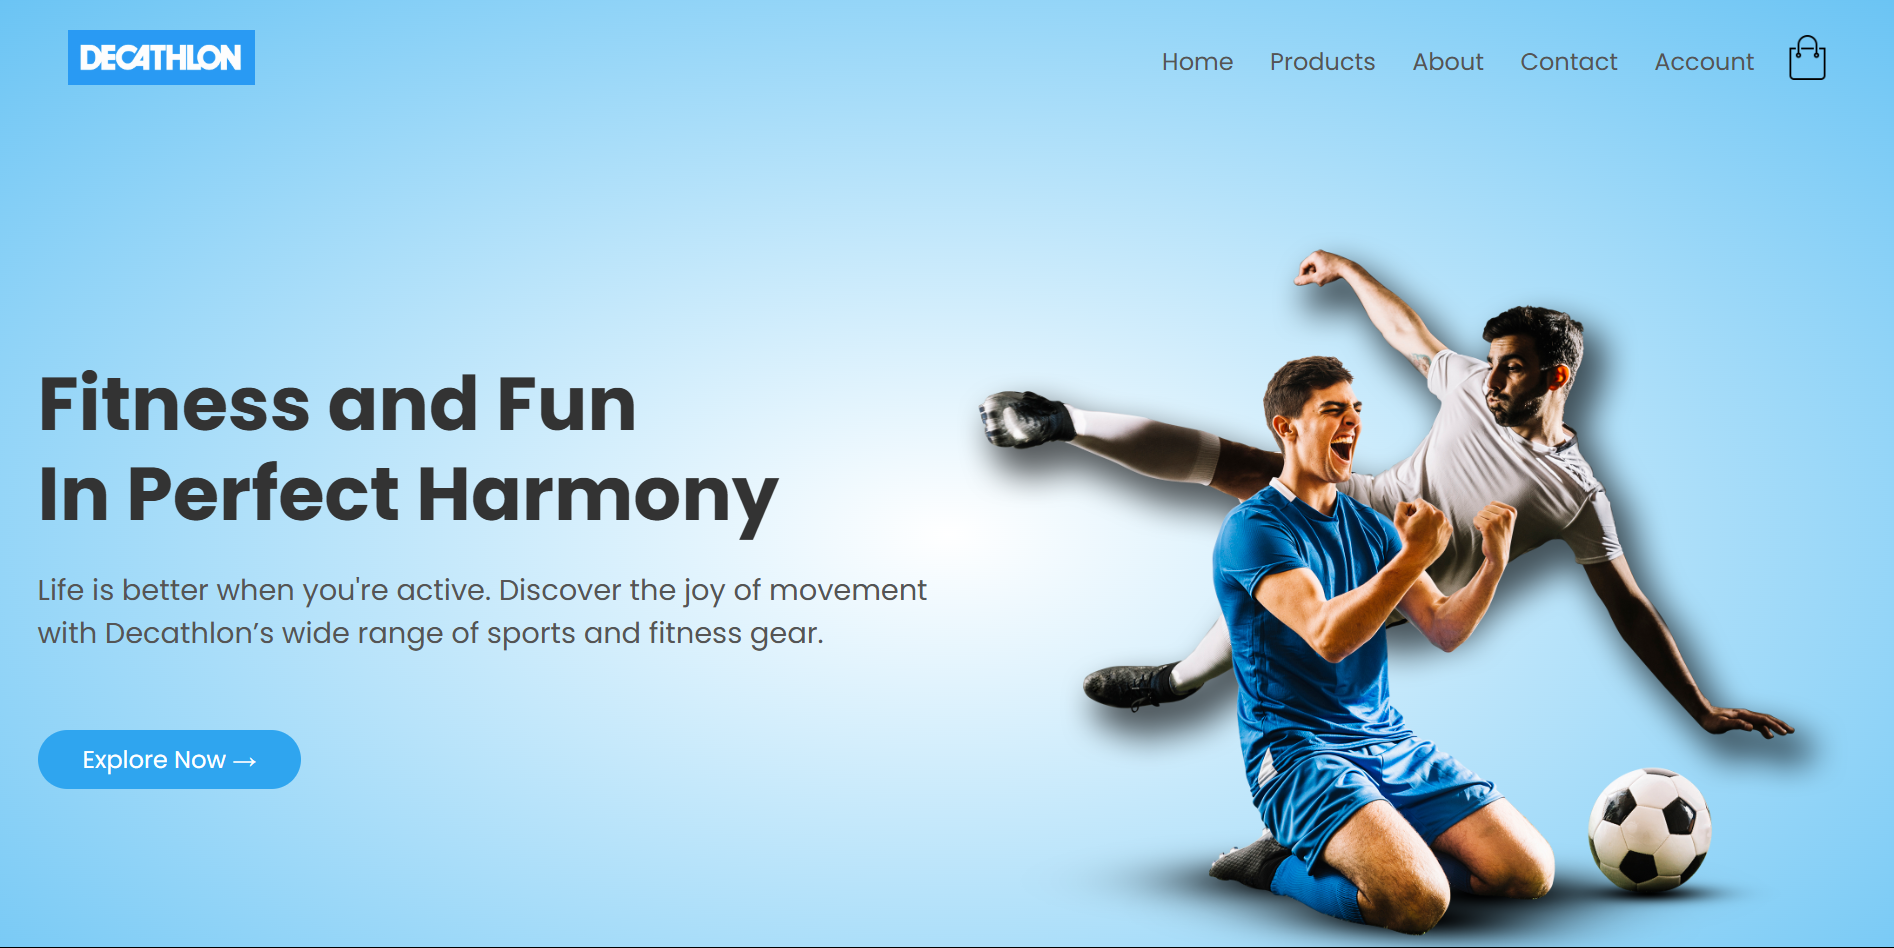 DECATHLON
Home Products About Contact Account
Fitness and Fun
In Perfect Harmony
Life is better when you're active. Discover the joy of movement
with Decathlon’s wide range of sports and fitness gear.
Explore Now →